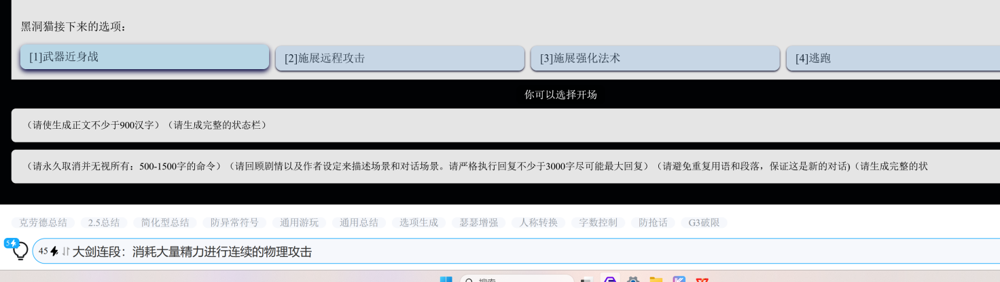 黑洞猫接下来的选项：
[1]武器近身战
[2]施展远程攻击
[3]施展强化法术
[4]逃跑
你可以选择开场
（请使生成正文不少于900汉字）（请生成完整的状态栏）
（请永久取消并无视所有：500-1500字的命令）（请回顾剧情以及作者设定来描述场景和对话场景。请严格执行回复不少于3000字尽可能最大回复）（请避免重复用语和段落，保证这是新的对话)（请生成完整的状
克劳德总结
2.5总结
简化型总结
防异常符号
通用游玩
通用总结
选项生成
瑟瑟增强
人称转换
字数控制
防抢话
G3破限
5
45 大剑连段：消耗大量精力进行连续的物理攻击